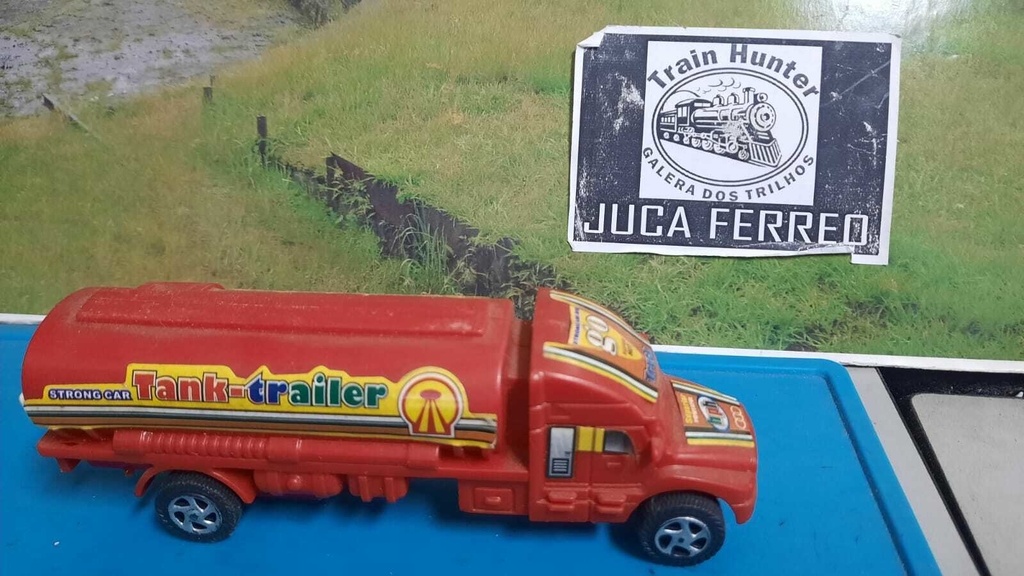 Train Hunter
GALERA DOS TRILHOS
JUCA FERREO
STRONG CAR Tank-trailer